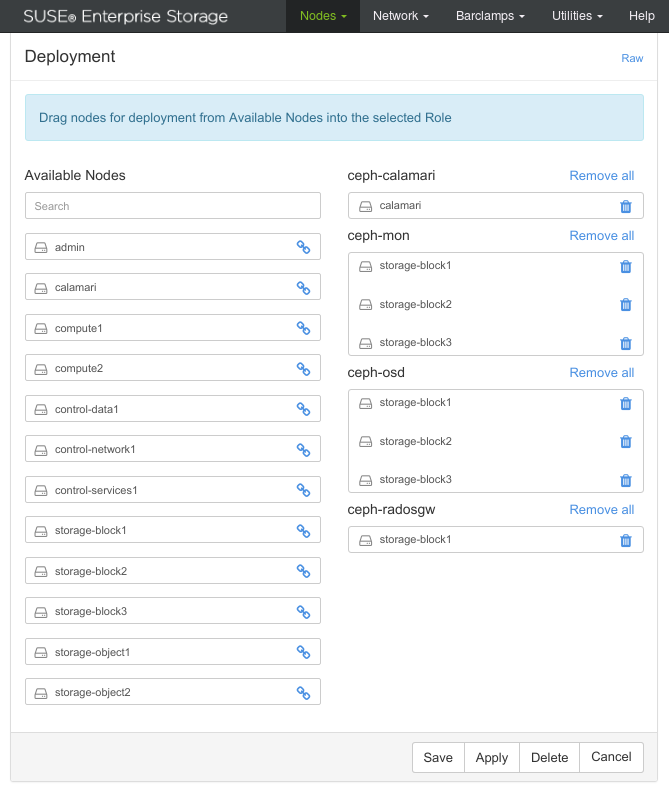 SUSE® Enterprise Storage
Nodes
Network
Barclamps
Utilities
Help
Deployment
Raw
Drag nodes for deployment from Available Nodes into the selected Role
Available Nodes
Search
admin
calamari
compute1
compute2
control-data1
control-network1
control-services1
storage-block1
storage-block2
storage-block3
storage-object1
storage-object2
ceph-calamari
Remove all
calamari
ceph-mon
Remove all
storage-block1
storage-block2
storage-block3
ceph-osd
Remove all
storage-block1
storage-block2
storage-block3
ceph-radosgw
Remove all
storage-block1
Save
Apply
Delete
Cancel